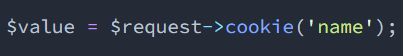 $value = $request->cookie('name');